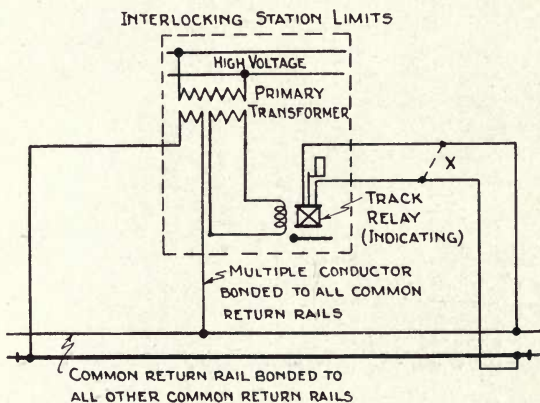 INTERLOCKING STATION LIMITS
HIGH VOLTAGE
PRIMARY
TRANSFORMER
X
TRACK
RELAY
(INDICATING)
MULTIPLE CONDUCTOR
BONDED TO ALL COMMON
RETURN RAILS
COMMON RETURN RAIL BONDED TO
ALL OTHER COMMON RETURN RAILS